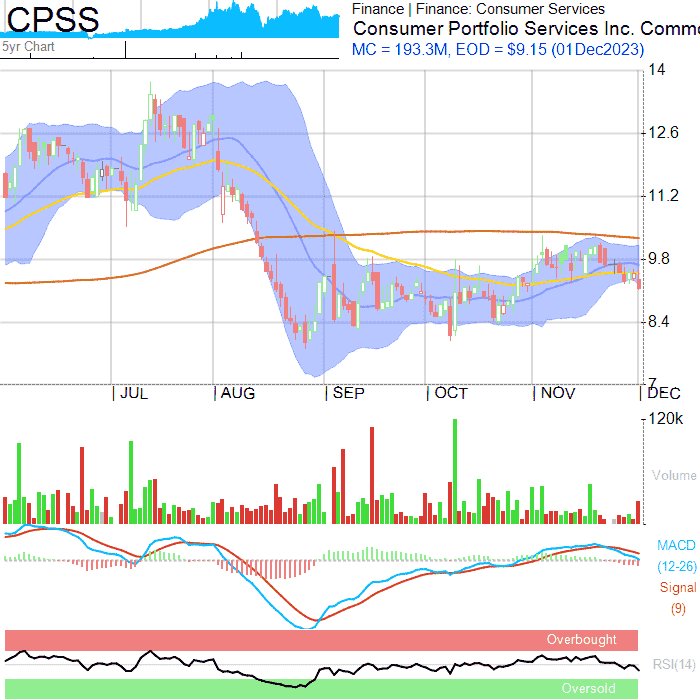 CPSS
5yr Chart
Finance | Finance: Consumer Services
Consumer Portfolio Services Inc. Commo
MC = 193.3M, EOD = $9.15 (01Dec2023)
14
12.6
11.2
9.8
8.4
7
JUL AUG SEP OCT NOV DEC
120k
Volume
MACD
(12-26)
Signal
(9)
Overbought
RSI(14)
Oversold